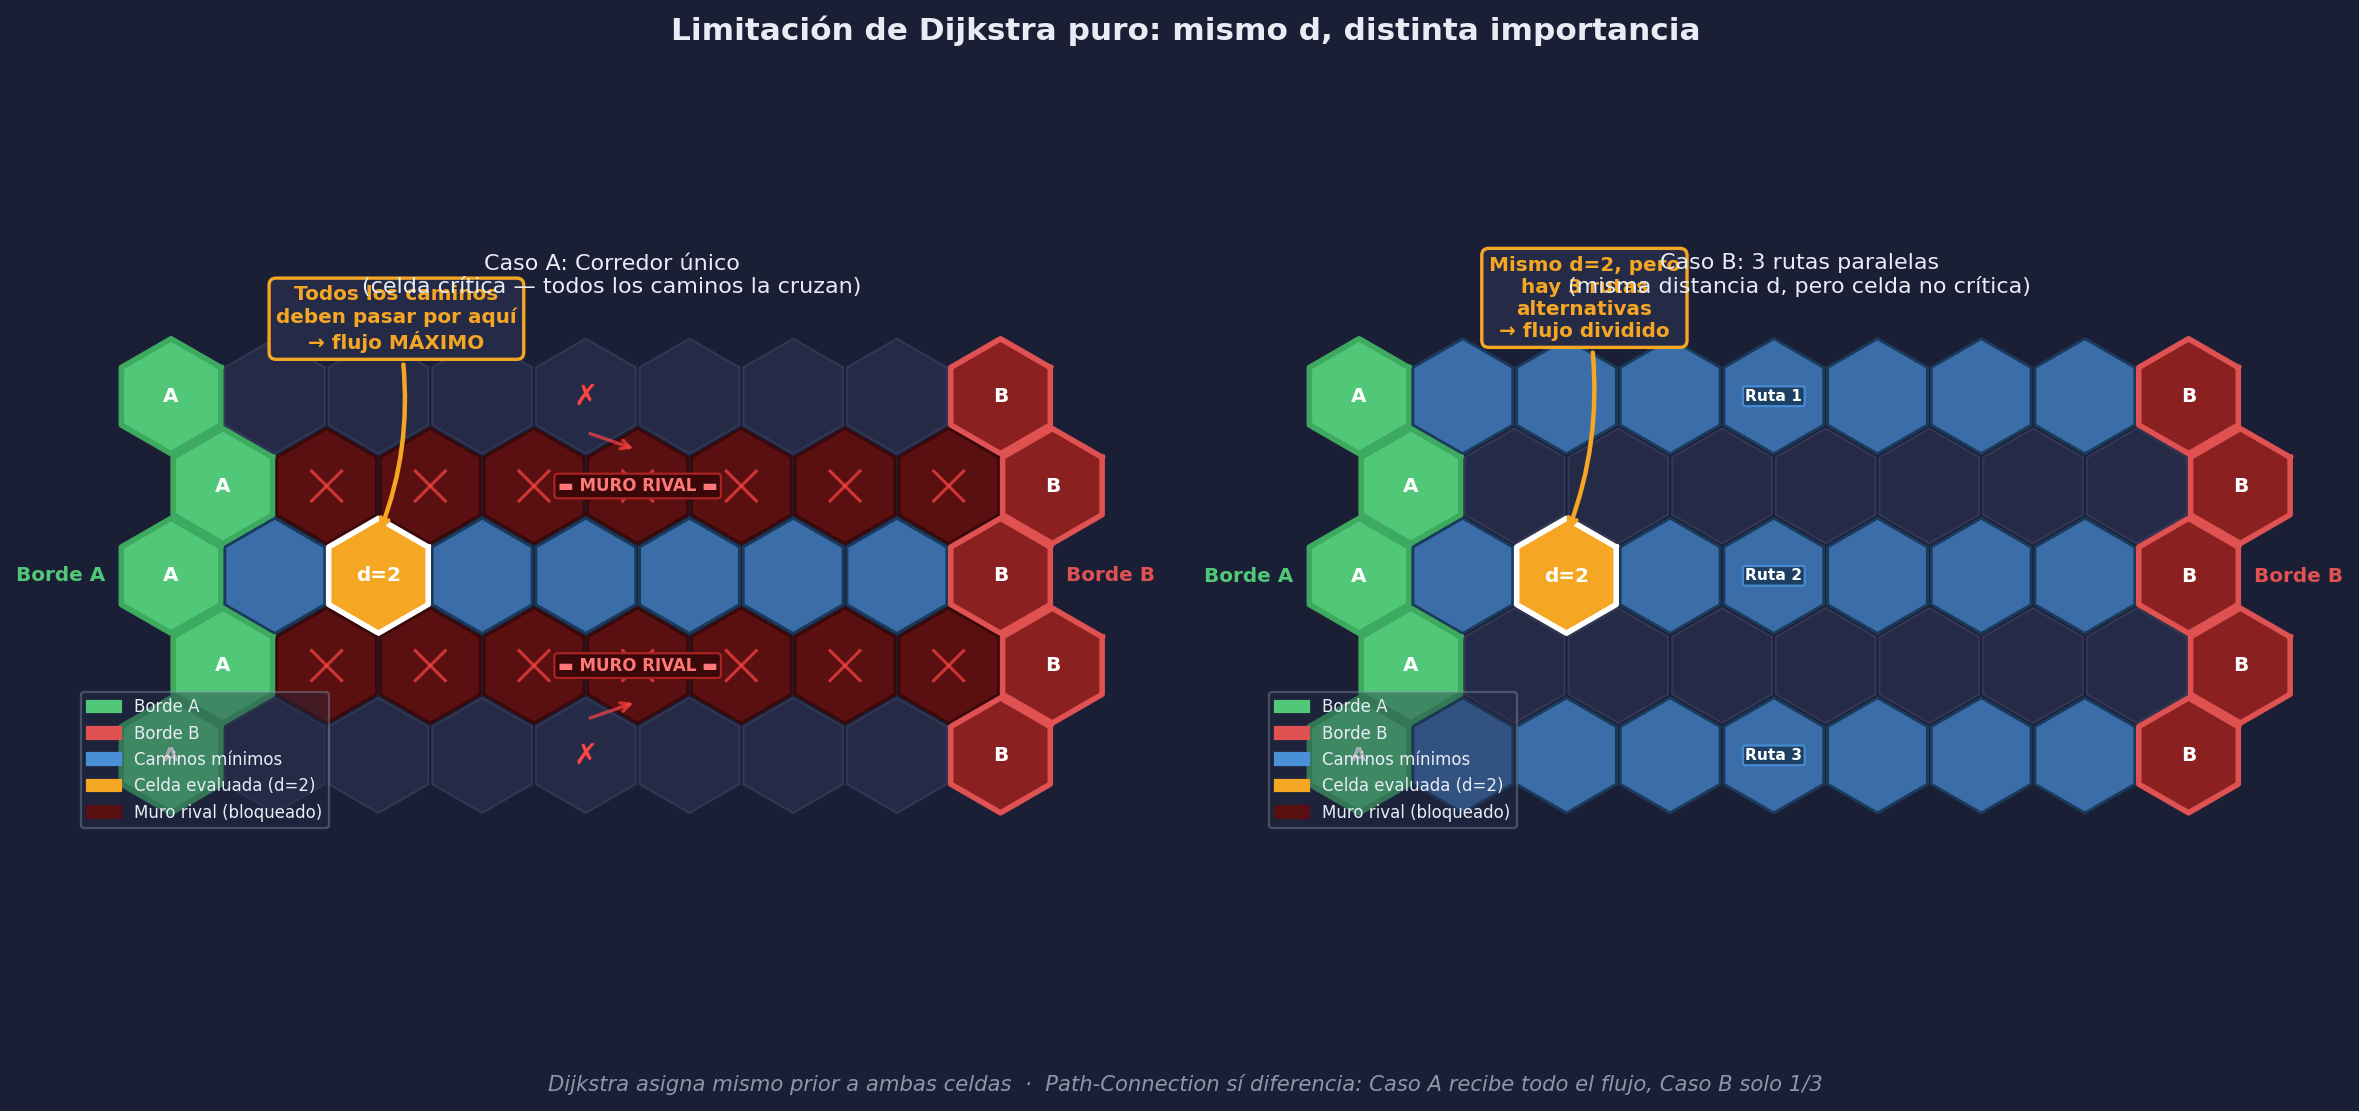 Limitación de Dijkstra puro: mismo d, distinta importancia
Caso A: Corredor único
(celda crítica — todos los caminos la cruzan)
Todos los caminos
deben pasar por aquí
→ flujo MÁXIMO
A
✗
B
A
▬ MURO RIVAL ▬
B
Borde A
A
d=2
B
Borde B
A
▬ MURO RIVAL ▬
B
A
✗
B
Borde A
Borde B
Caminos mínimos
Celda evaluada (d=2)
Muro rival (bloqueado)
Caso B: 3 rutas paralelas
(misma distancia d, pero celda no crítica)
Mismo d=2, pero
hay 3 rutas
alternativas
→ flujo dividido
A
Ruta 1
B
A
B
Borde A
A
d=2
Ruta 2
B
Borde B
A
B
A
Ruta 3
B
Borde A
Borde B
Caminos mínimos
Celda evaluada (d=2)
Muro rival (bloqueado)
Dijkstra asigna mismo prior a ambas celdas · Path-Connection sí diferencia: Caso A recibe todo el flujo, Caso B solo 1/3